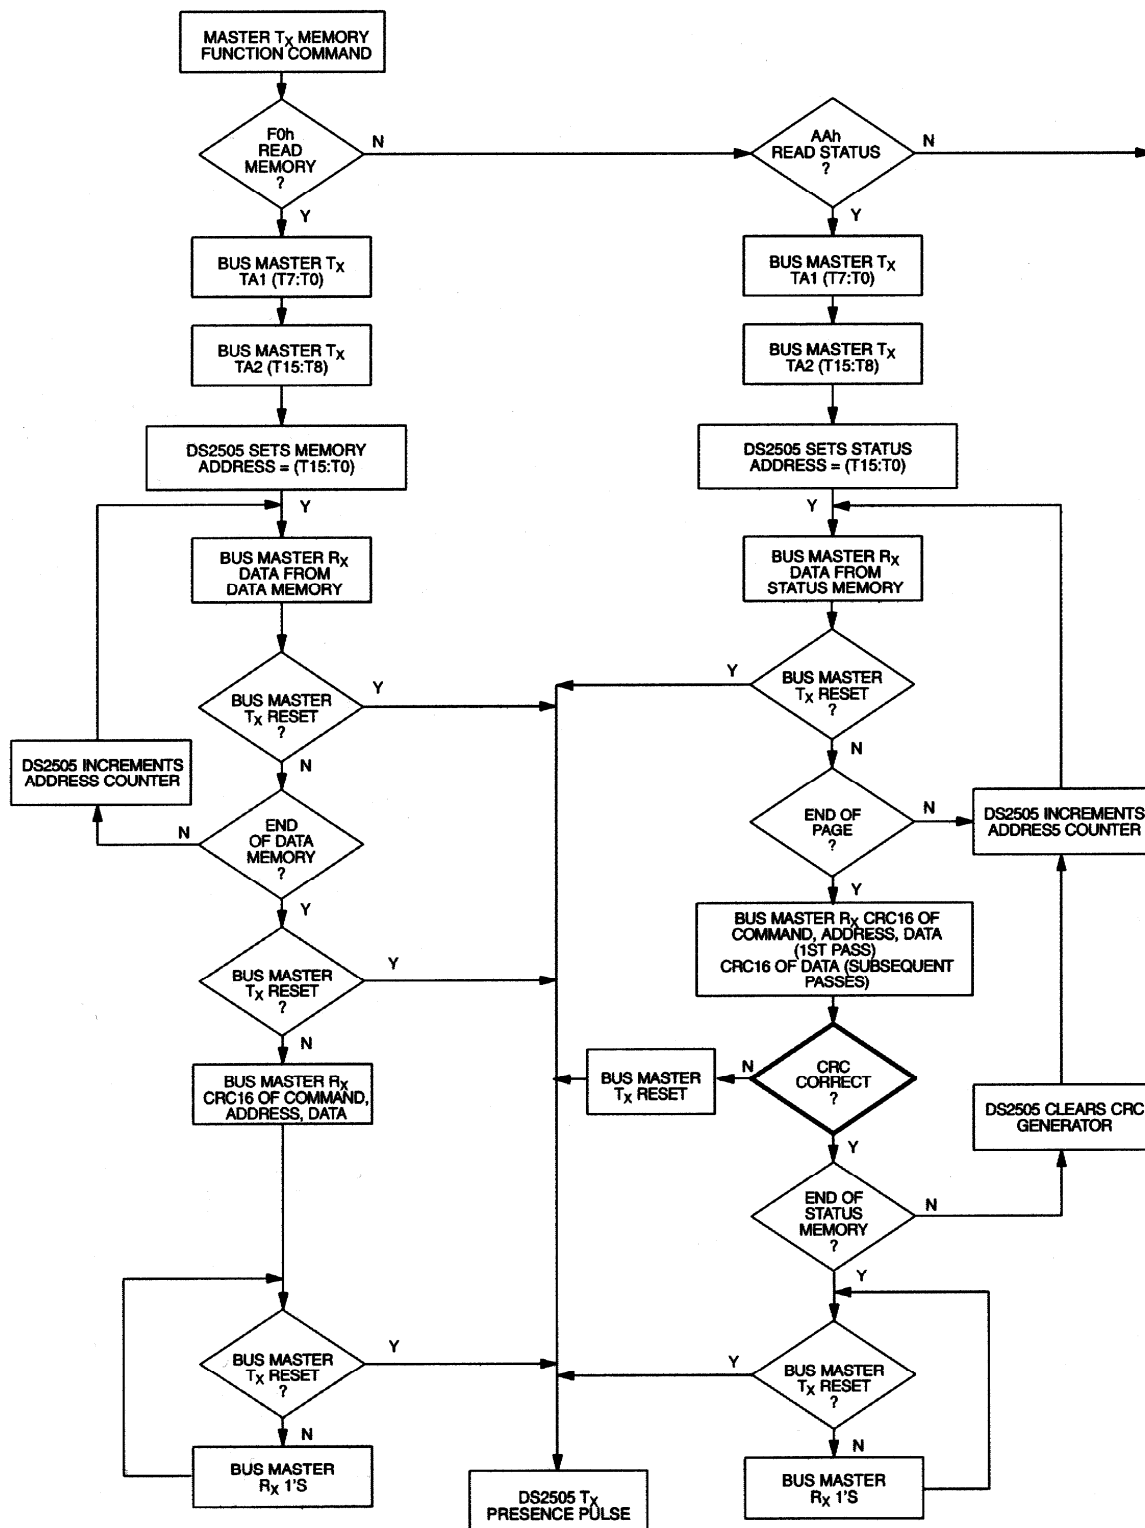 MASTER TX MEMORY
FUNCTION COMMAND
F0h
READ
MEMORY
?
N
Y
BUS MASTER TX
TA1 (T7:T0)
BUS MASTER TX
TA2 (T15:T8)
DS2505 SETS MEMORY
ADDRESS = (T15:T0)
Y
BUS MASTER RX
DATA FROM
DATA MEMORY
BUS MASTER
TX RESET
?
Y
N
DS2505 INCREMENTS
ADDRESS COUNTER
END
OF DATA
MEMORY
?
N
Y
BUS MASTER
TX RESET
?
Y
N
BUS MASTER RX
CRC16 OF COMMAND,
ADDRESS, DATA
BUS MASTER
TX RESET
?
Y
N
BUS MASTER
RX 1'S
AAh
READ STATUS
?
N
Y
BUS MASTER TX
TA1 (T7:T0)
BUS MASTER TX
TA2 (T15:T8)
DS2505 SETS STATUS
ADDRESS = (T15:T0)
Y
BUS MASTER RX
DATA FROM
STATUS MEMORY
BUS MASTER
TX RESET
?
Y
N
END OF
PAGE
?
N
Y
DS2505 INCREMENTS
ADDRES5 COUNTER
BUS MASTER RX CRC16 OF
COMMAND, ADDRESS, DATA
(1ST PASS)
CRC16 OF DATA (SUBSEQUENT
PASSES)
CRC
CORRECT
?
N
Y
BUS MASTER
TX RESET
DS2505 CLEARS CRC
GENERATOR
END OF
STATUS
MEMORY
?
N
Y
BUS MASTER
TX RESET
?
Y
N
BUS MASTER
RX 1'S
DS2505 TX
PRESENCE PULSE